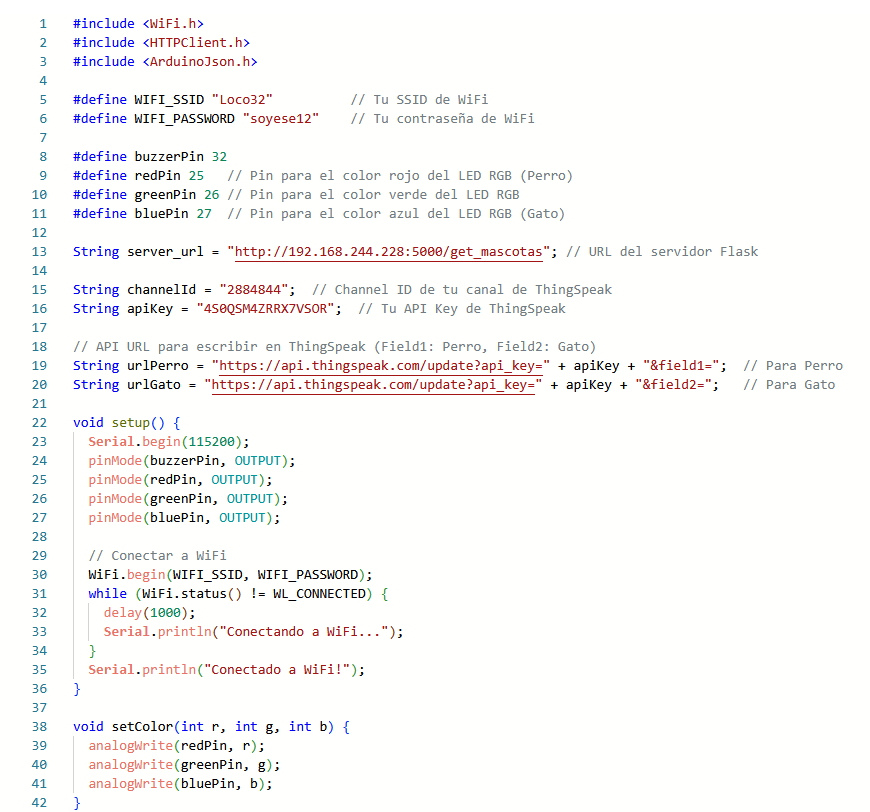 1 #include <WiFi.h>
2 #include <HTTPClient.h>
3 #include <ArduinoJson.h>
4
5 #define WIFI_SSID "Loco32"          // Tu SSID de WiFi
6 #define WIFI_PASSWORD "soyese12"    // Tu contraseña de WiFi
7
8 #define buzzerPin 32
9 #define redPin 25   // Pin para el color rojo del LED RGB (Perro)
10 #define greenPin 26 // Pin para el color verde del LED RGB
11 #define bluePin 27  // Pin para el color azul del LED RGB (Gato)
12
13 String server_url = "http://192.168.244.228:5000/get_mascotas"; // URL del servidor Flask
14
15 String channelId = "2884844";  // Channel ID de tu canal de ThingSpeak
16 String apiKey = "4S0QSM4ZRRX7VSOR";  // Tu API Key de ThingSpeak
17
18 // API URL para escribir en ThingSpeak (Field1: Perro, Field2: Gato)
19 String urlPerro = "https://api.thingspeak.com/update?api_key=" + apiKey + "&field1=";  // Para Perro
20 String urlGato = "https://api.thingspeak.com/update?api_key=" + apiKey + "&field2=";   // Para Gato
21
22 void setup() {
23   Serial.begin(115200);
24   pinMode(buzzerPin, OUTPUT);
25   pinMode(redPin, OUTPUT);
26   pinMode(greenPin, OUTPUT);
27   pinMode(bluePin, OUTPUT);
28
29   // Conectar a WiFi
30   WiFi.begin(WIFI_SSID, WIFI_PASSWORD);
31   while (WiFi.status() != WL_CONNECTED) {
32     delay(1000);
33     Serial.println("Conectando a WiFi...");
34   }
35   Serial.println("Conectado a WiFi!");
36 }
37
38 void setColor(int r, int g, int b) {
39   analogWrite(redPin, r);
40   analogWrite(greenPin, g);
41   analogWrite(bluePin, b);
42 }